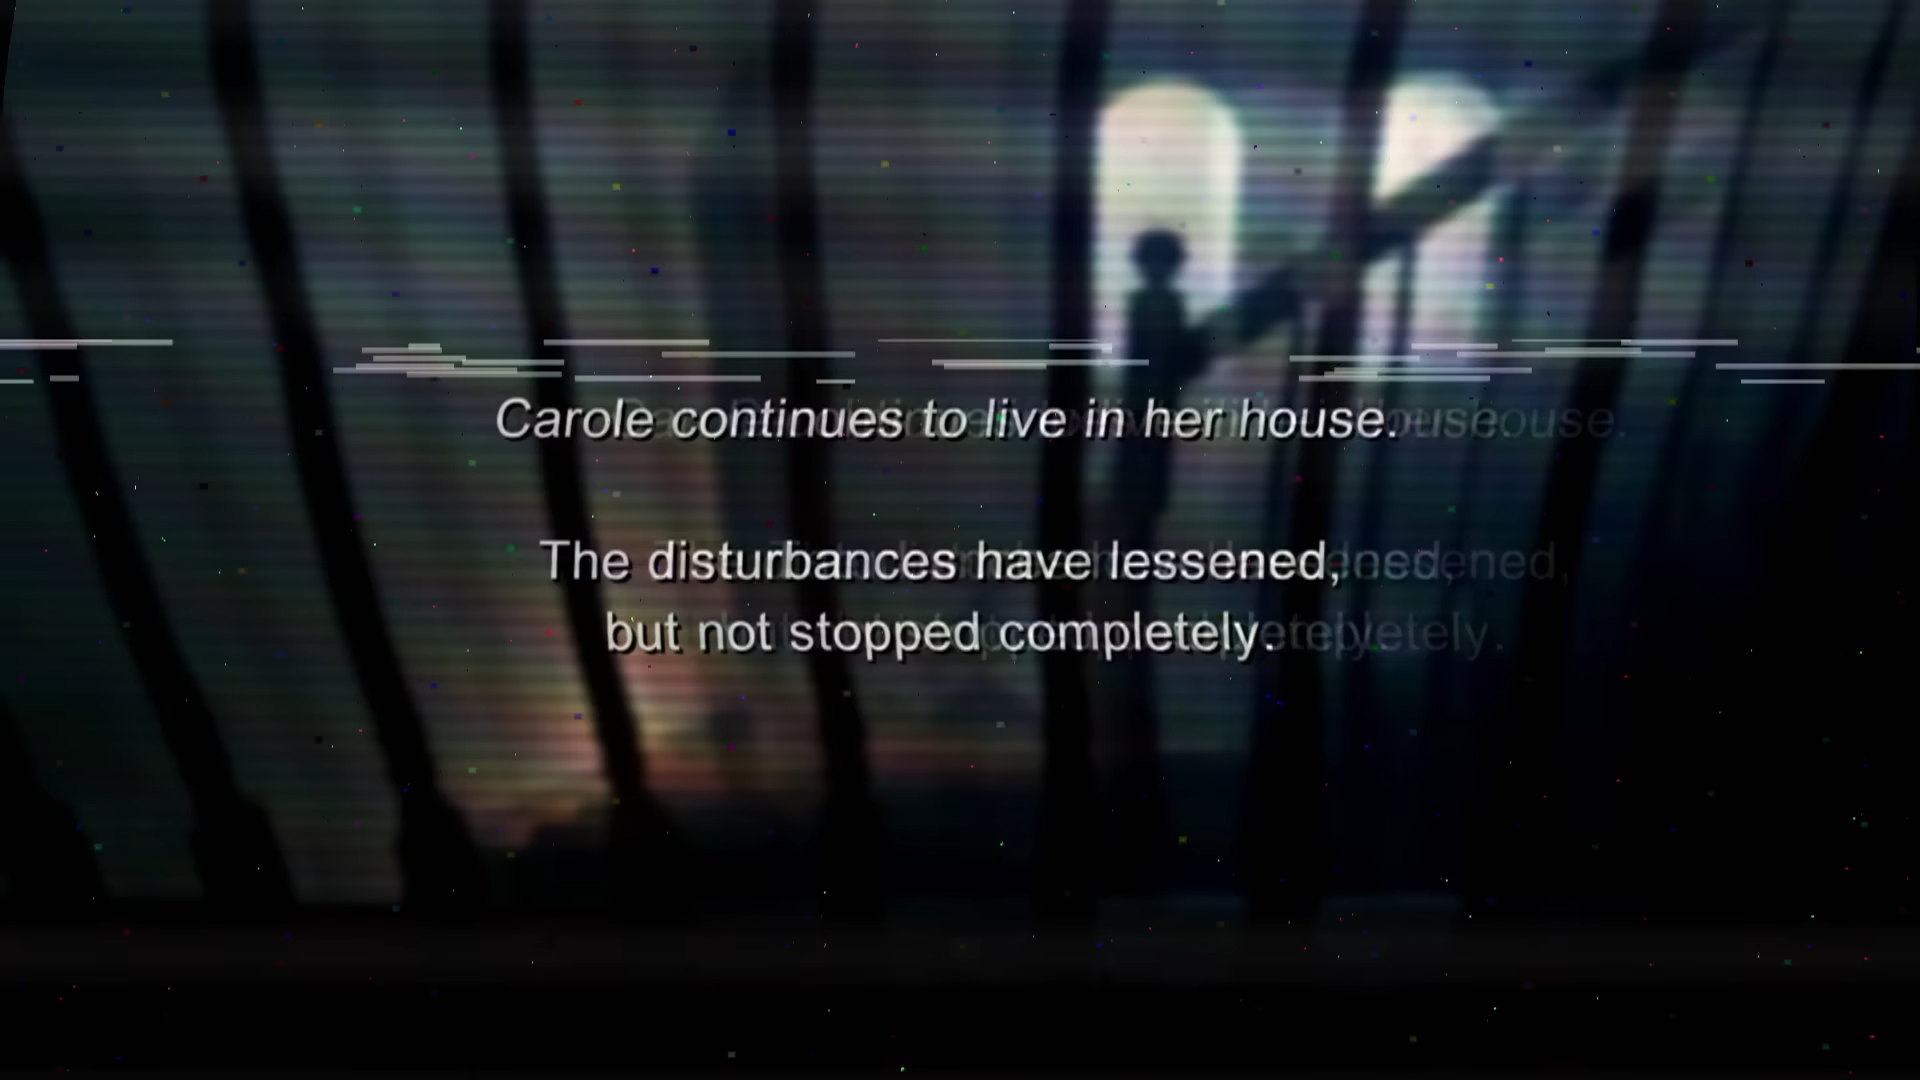 Carole continues to live in her house.
The disturbances have lessened,
but not stopped completely.